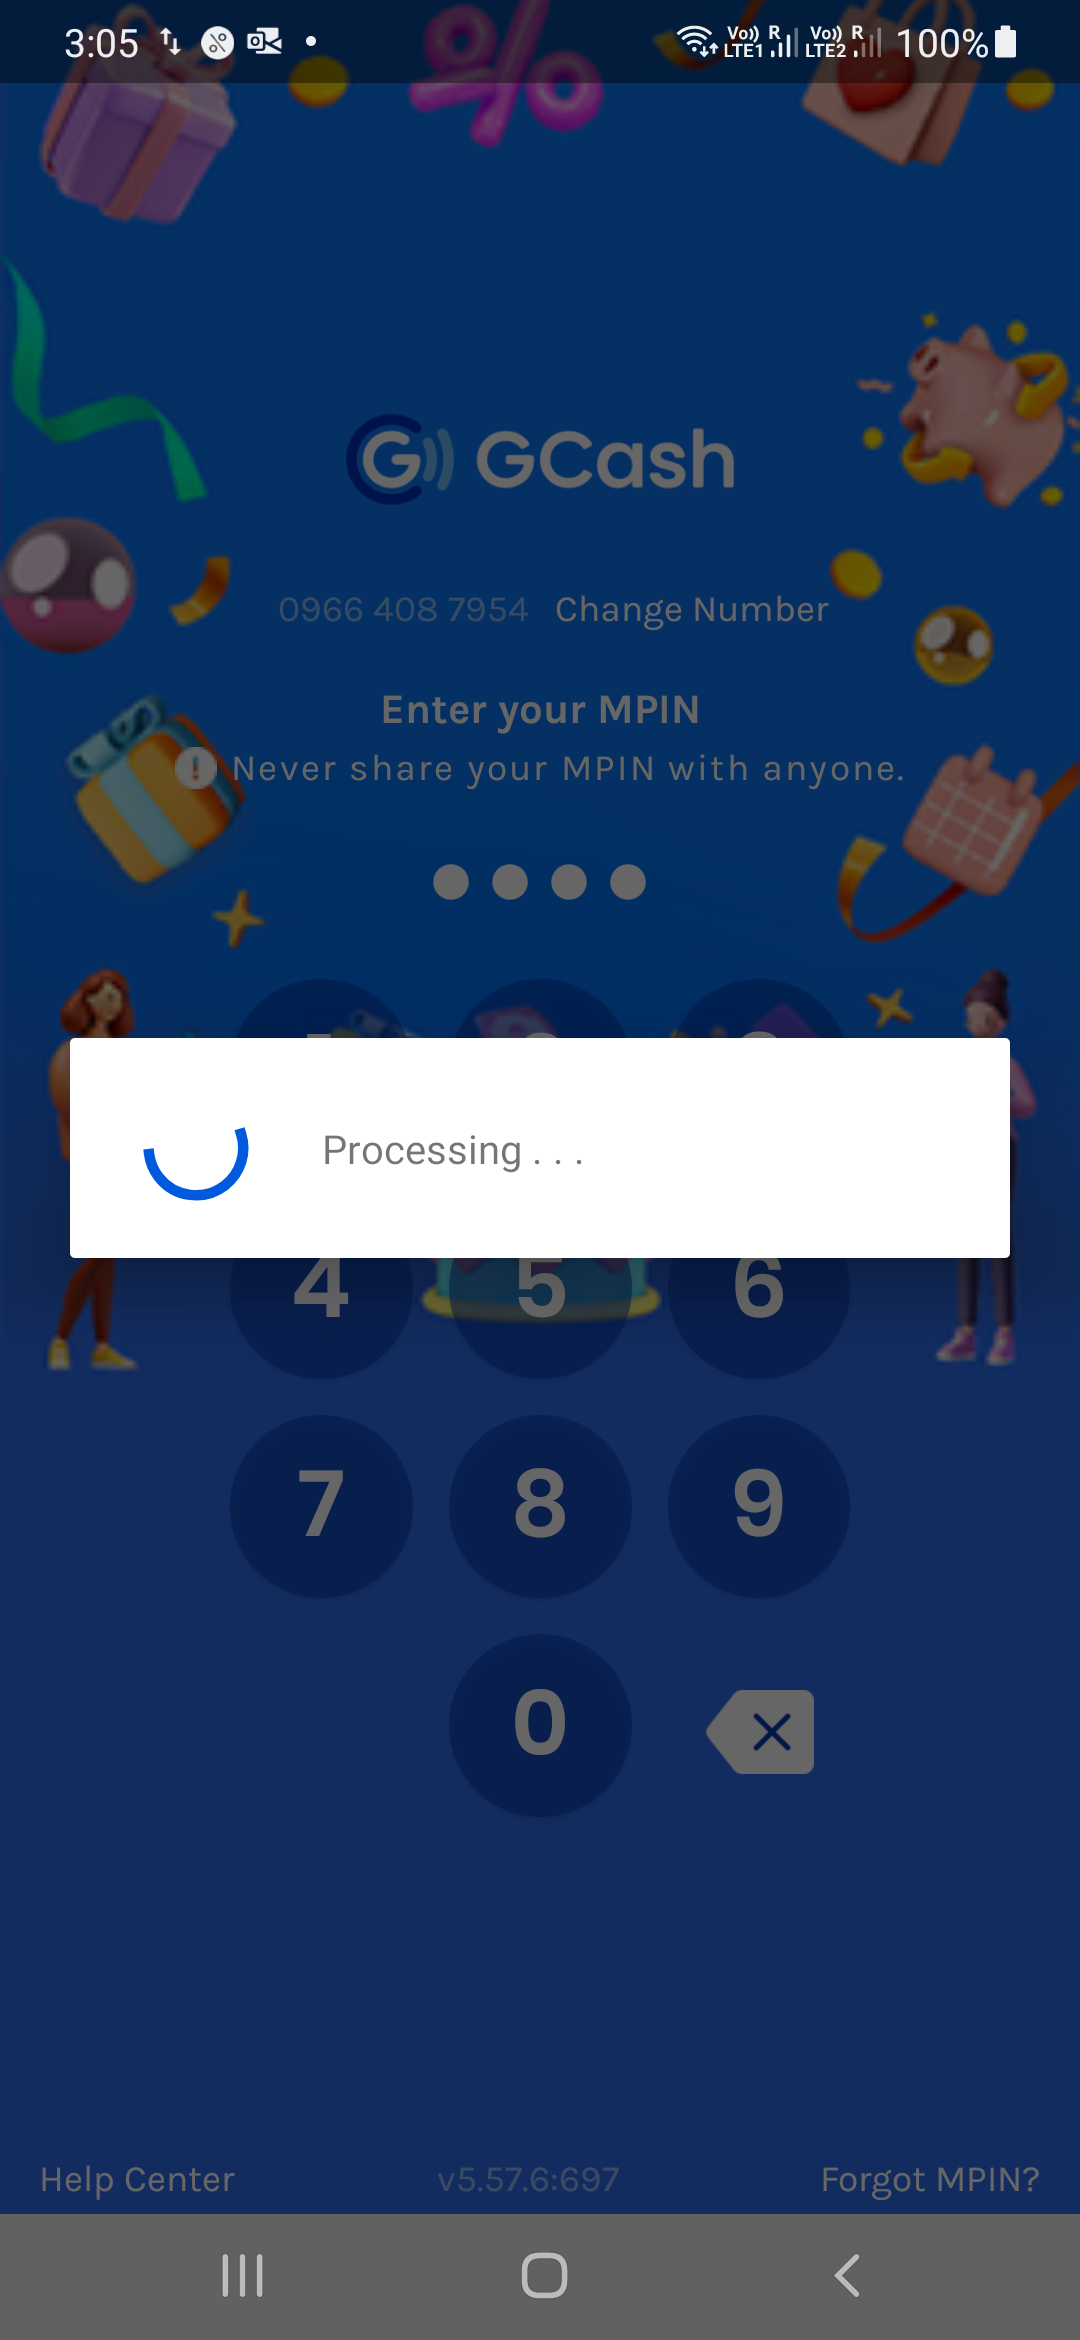 3:05
Vo)) R Vo)) R 100%
LTE1 LTE2
G GCash
0966 408 7954 Change Number
Enter your MPIN
! Never share your MPIN with anyone.
Processing . . .
4 5 6
7 8 9
0
Help Center v5.57.6:697 Forgot MPIN?